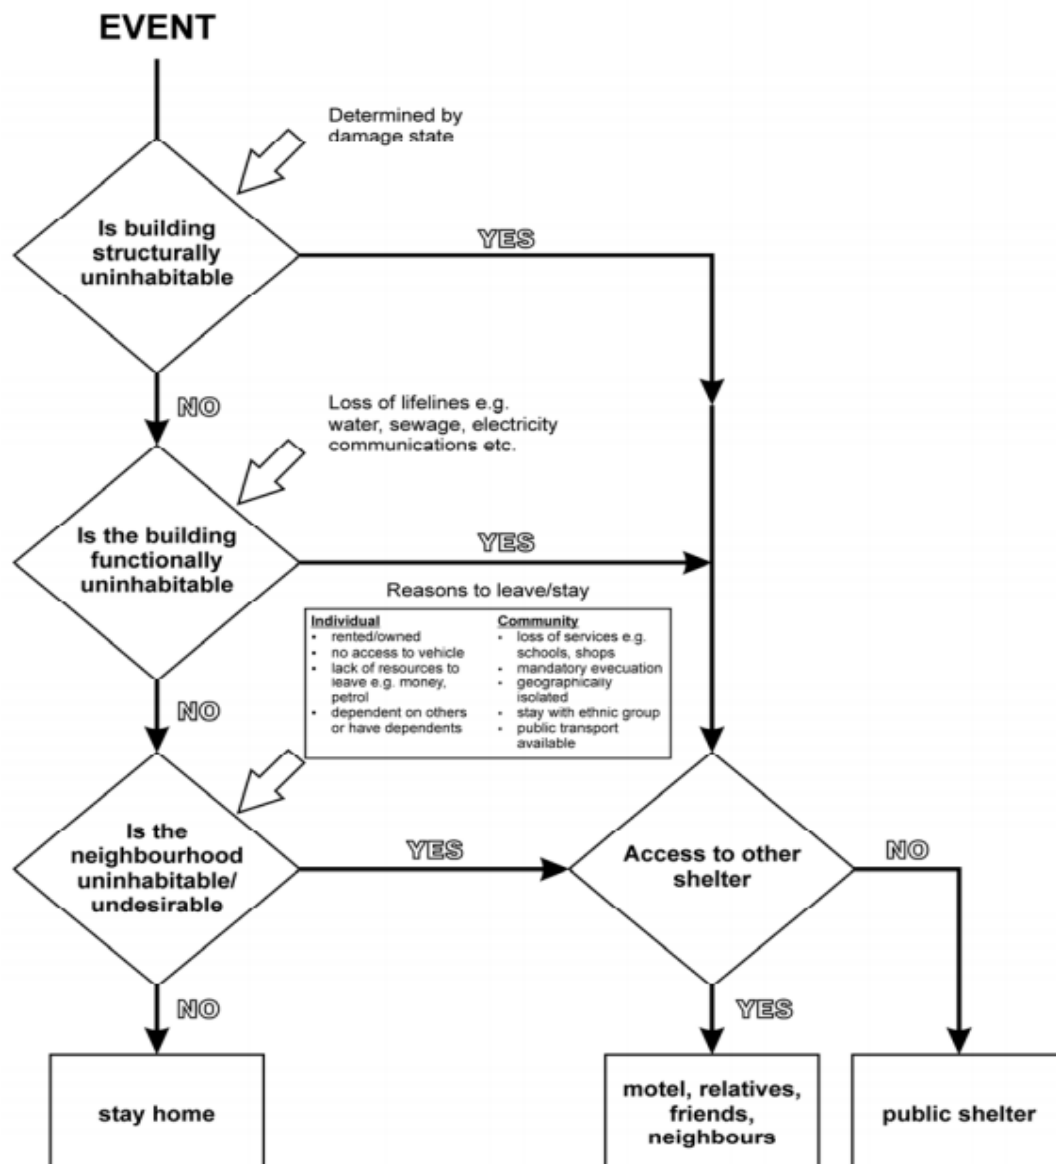 EVENT
Determined by
damage state
Is building
structurally
uninhabitable
YES
NO
Loss of lifelines e.g.
water, sewage, electricity
communications etc.
Is the building
functionally
uninhabitable
YES
NO
Reasons to leave/stay
Individual
• rented/owned
• no access to vehicle
• lack of resources to
leave e.g. money,
petrol
• dependent on others
or have dependents
Community
• loss of services e.g.
schools, shops
• mandatory evecuation
• geographically
isolated
• stay with ethnic group
• public transport
available
Is the
neighbourhood
uninhabitable/
undesirable
YES
NO
Access to other
shelter
NO
YES
stay home
motel, relatives,
friends,
neighbours
public shelter